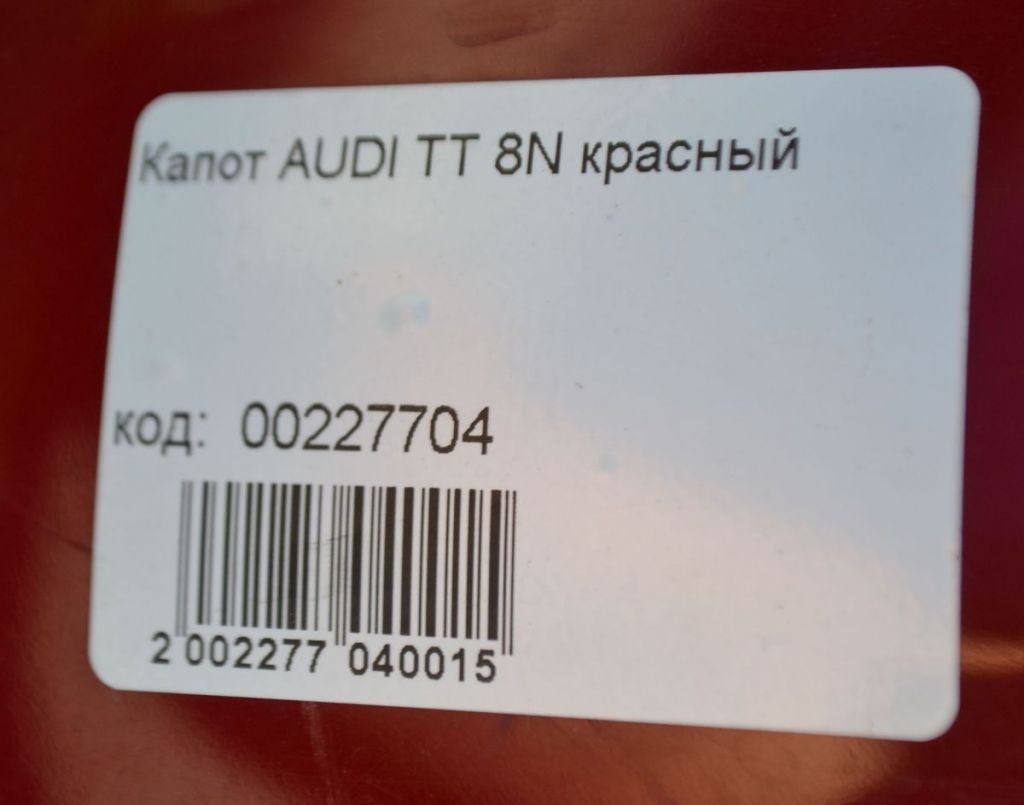 Капот AUDI TT 8N красный
код: 00227704
2 002277 040015